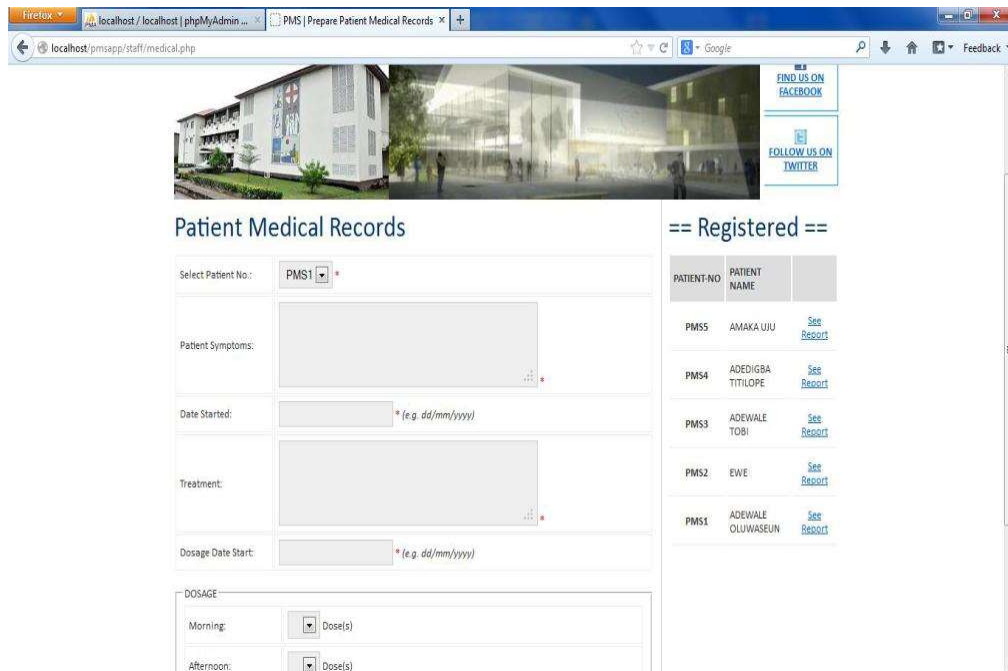 Firefox
localhost / localhost | phpMyAdmin ...
PMS | Prepare Patient Medical Records
localhost/pmsapp/staff/medical.php
Google
Feedback
FIND US ON
FACEBOOK
FOLLOW US ON
TWITTER
Patient Medical Records
Select Patient No.: PMS1 *
Patient Symptoms: *
Date Started: * (e.g. dd/mm/yyyy)
Treatment: *
Dosage Date Start: * (e.g. dd/mm/yyyy)
DOSAGE
Morning: Dose(s)
Afternoon: Dose(s)
== Registered ==
PATIENT-NO PATIENT
NAME
PMS5 AMAKA UJU See
Report
PMS4 ADEDIGBA See
TITILOPE Report
PMS3 ADEWALE See
TOBI Report
PMS2 EWE See
Report
PMS1 ADEWALE See
OLUWASEUN Report